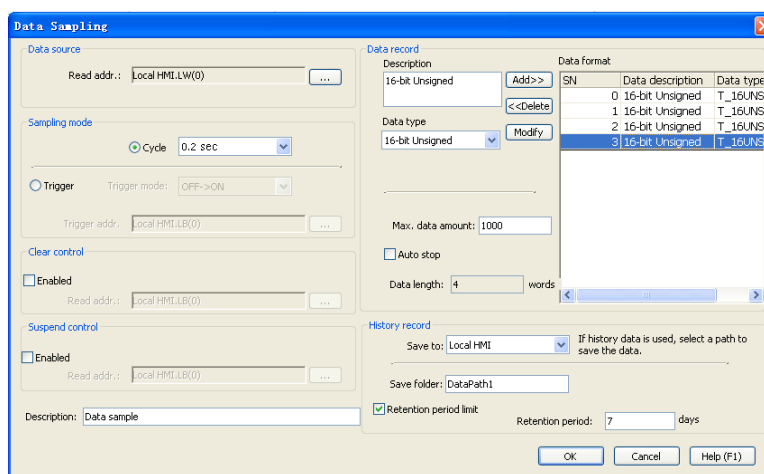 Data Sampling
Data source
Read addr.: Local HMI.LW(0) ...
Sampling mode
Cycle 0.2 sec
Trigger Trigger mode: OFF->ON
Trigger addr. Local HMI.LB(0) ...
Clear control
Enabled
Read addr.: Local HMI.LB(0) ...
Suspend control
Enabled
Read addr.: Local HMI.LB(0) ...
Description: Data sample
Data record
Description
16-bit Unsigned
Add>>
<<Delete
Modify
Data type
16-bit Unsigned
Max. data amount: 1000
Auto stop
Data length: 4 words
Data format
SN Data description Data type
0 16-bit Unsigned T_16UNS
1 16-bit Unsigned T_16UNS
2 16-bit Unsigned T_16UNS
3 16-bit Unsigned T_16UNS
History record
Save to: Local HMI
If history data is used, select a path to
save the data.
Save folder: DataPath1
Retention period limit
Retention period: 7 days
OK Cancel Help (F1)